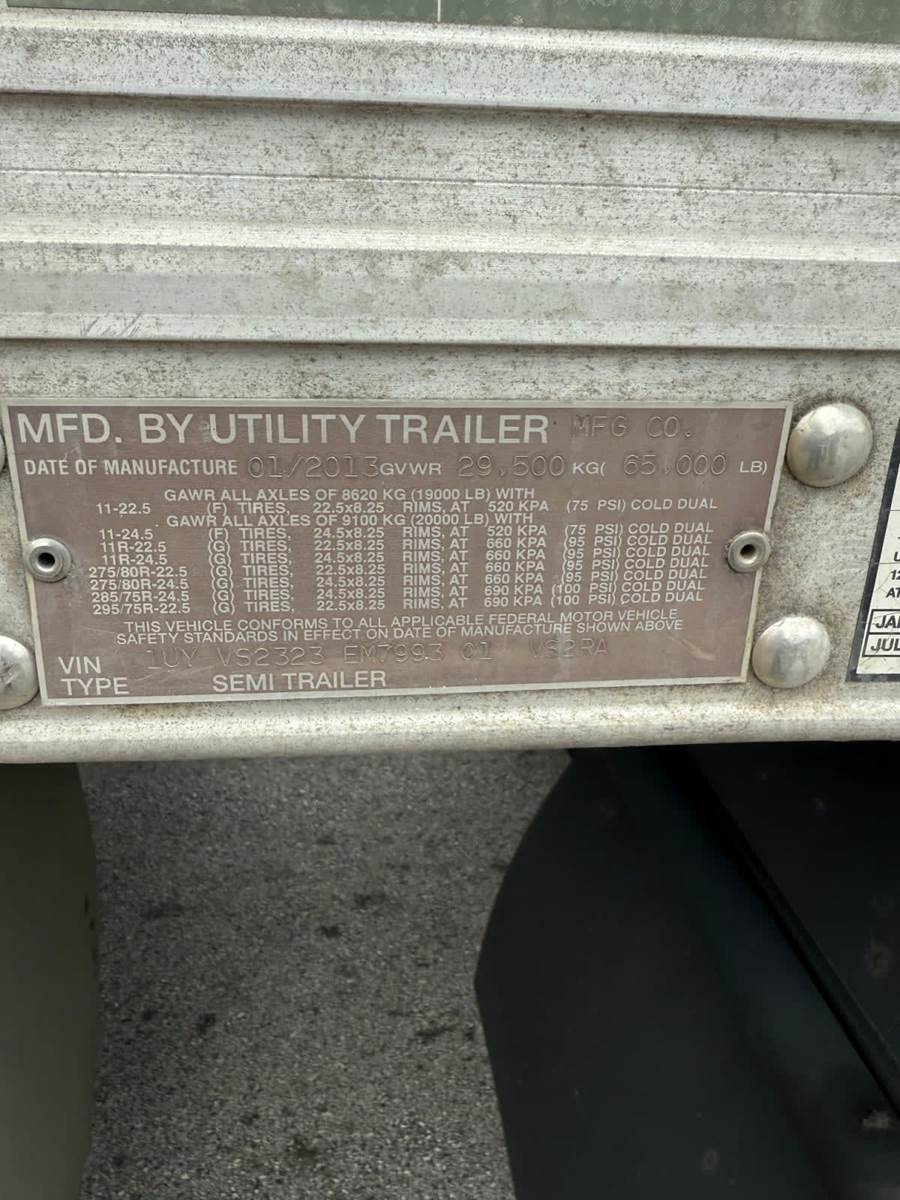 MFD. BY UTILITY TRAILER MFG CO.
DATE OF MANUFACTURE 01/2013 GVWR 29,500 KG( 65,000 LB)
GAWR ALL AXLES OF 8620 KG (19000 LB) WITH
11-22.5 (F) TIRES, 22.5x8.25 RIMS, AT 520 KPA (75 PSI) COLD DUAL
GAWR ALL AXLES OF 9100 KG (20000 LB) WITH
11-24.5 (F) TIRES, 24.5x8.25 RIMS, AT 520 KPA (75 PSI) COLD DUAL
11R-22.5 (G) TIRES, 22.5x8.25 RIMS, AT 660 KPA (95 PSI) COLD DUAL
11R-24.5 (G) TIRES, 24.5x8.25 RIMS, AT 660 KPA (95 PSI) COLD DUAL
275/80R-22.5 (G) TIRES, 22.5x8.25 RIMS, AT 660 KPA (95 PSI) COLD DUAL
275/80R-24.5 (G) TIRES, 24.5x8.25 RIMS, AT 660 KPA (95 PSI) COLD DUAL
285/75R-24.5 (G) TIRES, 24.5x8.25 RIMS, AT 690 KPA (100 PSI) COLD DUAL
295/75R-22.5 (G) TIRES, 22.5x8.25 RIMS, AT 690 KPA (100 PSI) COLD DUAL
THIS VEHICLE CONFORMS TO ALL APPLICABLE FEDERAL MOTOR VEHICLE
SAFETY STANDARDS IN EFFECT ON DATE OF MANUFACTURE SHOWN ABOVE
VIN 1UY VS2323 EM7993 01 VS2RA
TYPE SEMI TRAILER
JUL